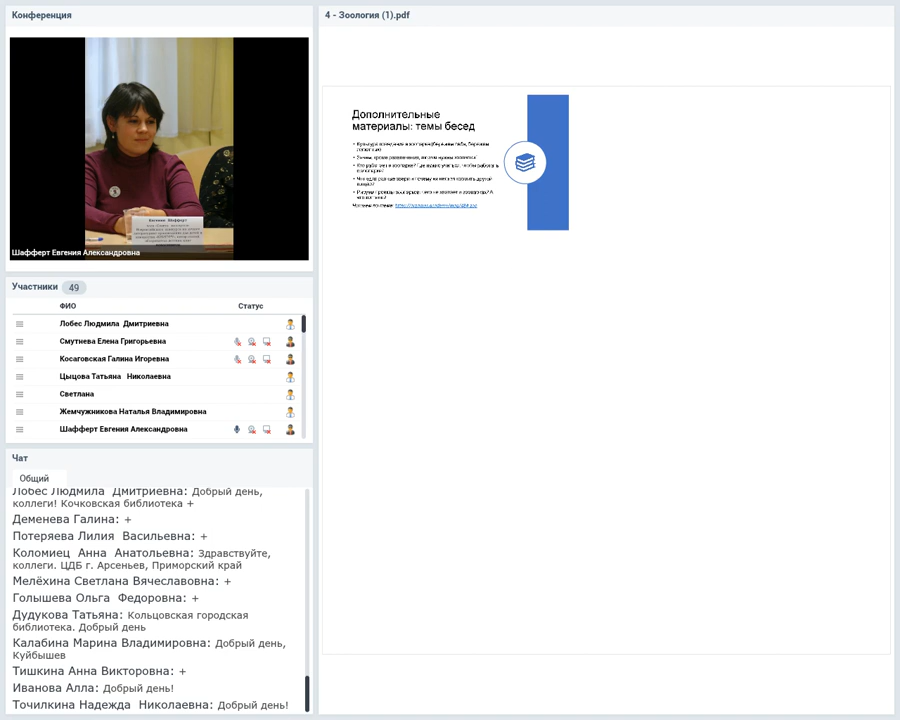 Конференция
Шафферт Евгения Александровна
Участники 49
ФИО Статус
Лобес Людмила Дмитриевна
Смутнева Елена Григорьевна
Косаговская Галина Игоревна
Цыцова Татьяна Николаевна
Светлана
Жемчужникова Наталья Владимировна
Шафферт Евгения Александровна
Чат
Общий
Лобес Людмила Дмитриевна: Добрый день,
коллеги! Кочковская библиотека +
Деменева Галина: +
Потеряева Лилия Васильевна: +
Коломиец Анна Анатольевна: Здравствуйте,
коллеги. ЦДБ г. Арсеньев, Приморский край
Мелёхина Светлана Вячеславовна: +
Голышева Ольга Федоровна: +
Дудукова Татьяна: Кольцовская городская
библиотека. Добрый день
Калабина Марина Владимировна: Добрый день,
Куйбышев
Тишкина Анна Викторовна: +
Иванова Алла: Добрый день!
Точилкина Надежда Николаевна: Добрый день!
4 - Зоология (1).pdf
Дополнительные
материалы: темы бесед